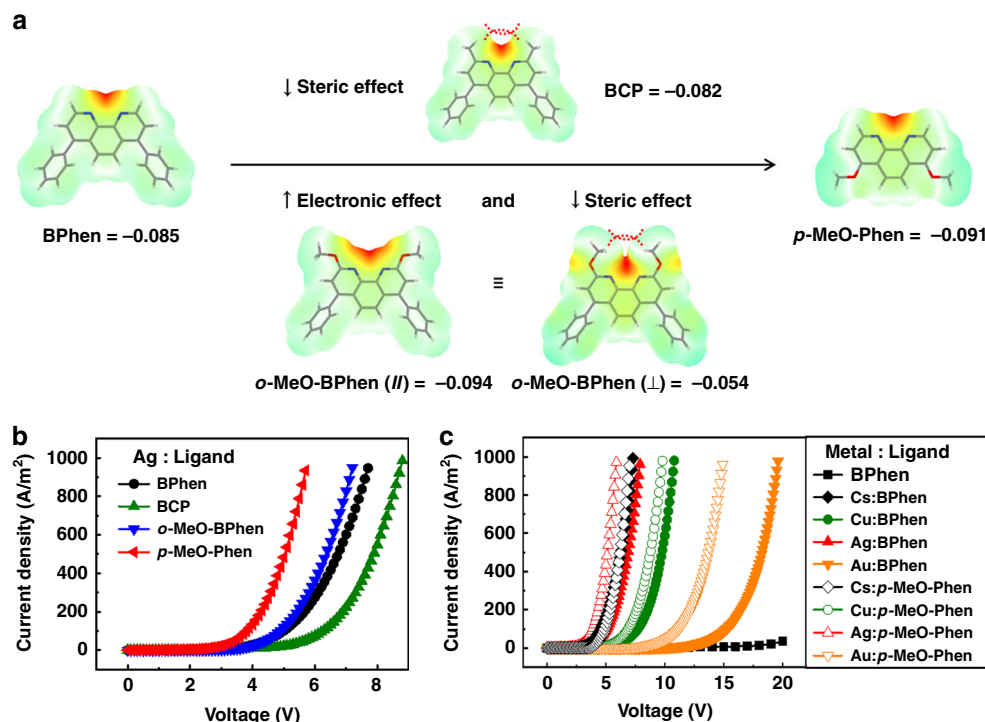 a
↓ Steric effect
BCP = –0.082
BPhen = –0.085
↑ Electronic effect and ↓ Steric effect
p-MeO-Phen = –0.091
≡
o-MeO-BPhen (//) = –0.094
o-MeO-BPhen (⊥) = –0.054
b
Current density (A/m²)
1000
800
600
400
200
0
Ag : Ligand
BPhen
BCP
o-MeO-BPhen
p-MeO-Phen
0 2 4 6 8
Voltage (V)
c
Current density (A/m²)
1000
800
600
400
200
0
0 5 10 15 20
Voltage (V)
Metal : Ligand
BPhen
Cs:BPhen
Cu:BPhen
Ag:BPhen
Au:BPhen
Cs:p-MeO-Phen
Cu:p-MeO-Phen
Ag:p-MeO-Phen
Au:p-MeO-Phen